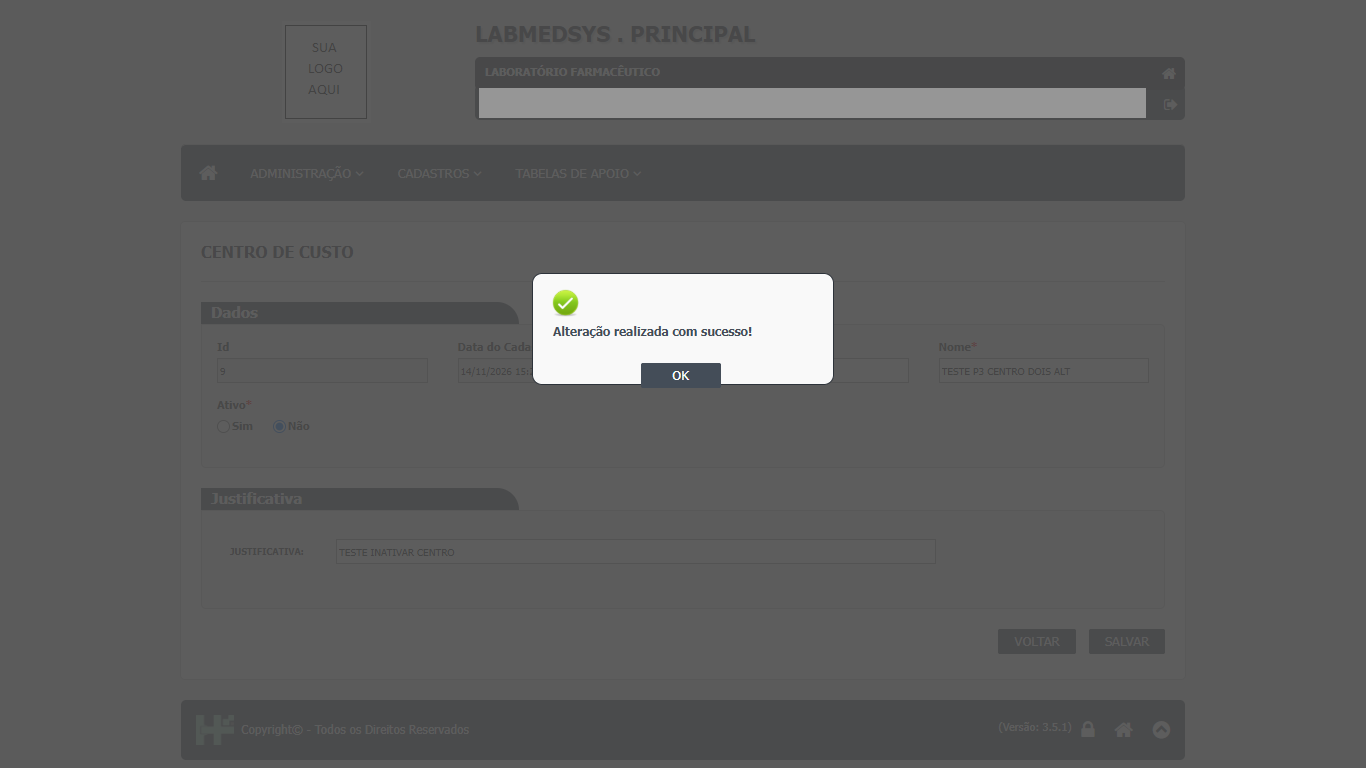 SUA
LOGO
AQUI
LABMEDSYS . PRINCIPAL
LABORATÓRIO FARMACÊUTICO
ADMINISTRAÇÃO
CADASTROS
TABELAS DE APOIO
CENTRO DE CUSTO
Dados
Id
Data do Cada
Nome*
9
14/11/2026 15:
TESTE P3 CENTRO DOIS ALT
Ativo*
Sim
Não
Alteração realizada com sucesso!
OK
Justificativa
JUSTIFICATIVA:
TESTE INATIVAR CENTRO
VOLTAR
SALVAR
Copyright© - Todos os Direitos Reservados
(Versão: 3.5.1)